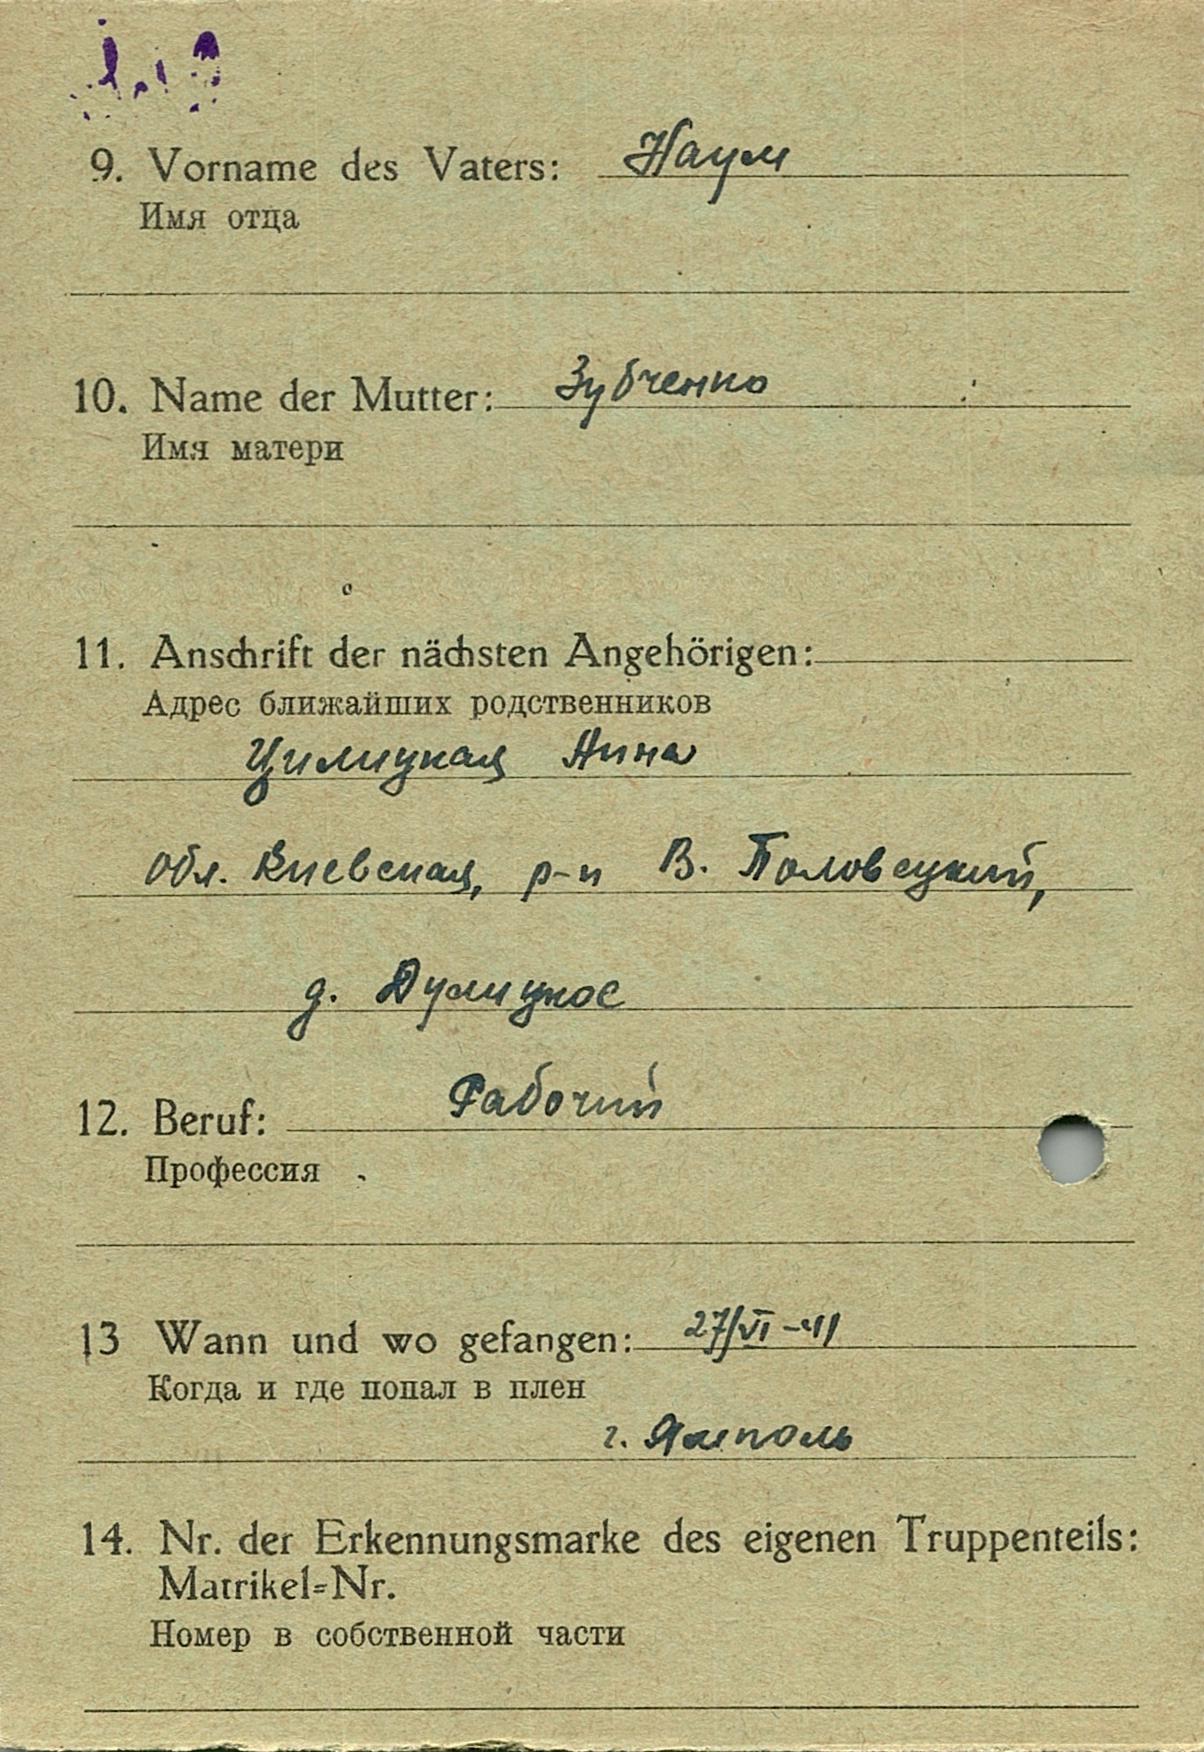 9. Vorname des Vaters: Наум
Имя отца
10. Name der Mutter: Зубченко
Имя матери
11. Anschrift der nächsten Angehörigen:
Адрес ближайших родственников
Цилицкая Анна
обл. Киевская, р-н В. Половецкий,
д. Дулицкое
12. Beruf: Рабочий
Профессия
13 Wann und wo gefangen: 27/VI-41
Когда и где попал в плен
г. Ямполь
14. Nr. der Erkennungsmarke des eigenen Truppenteils:
Matrikel=Nr.
Номер в собственной части